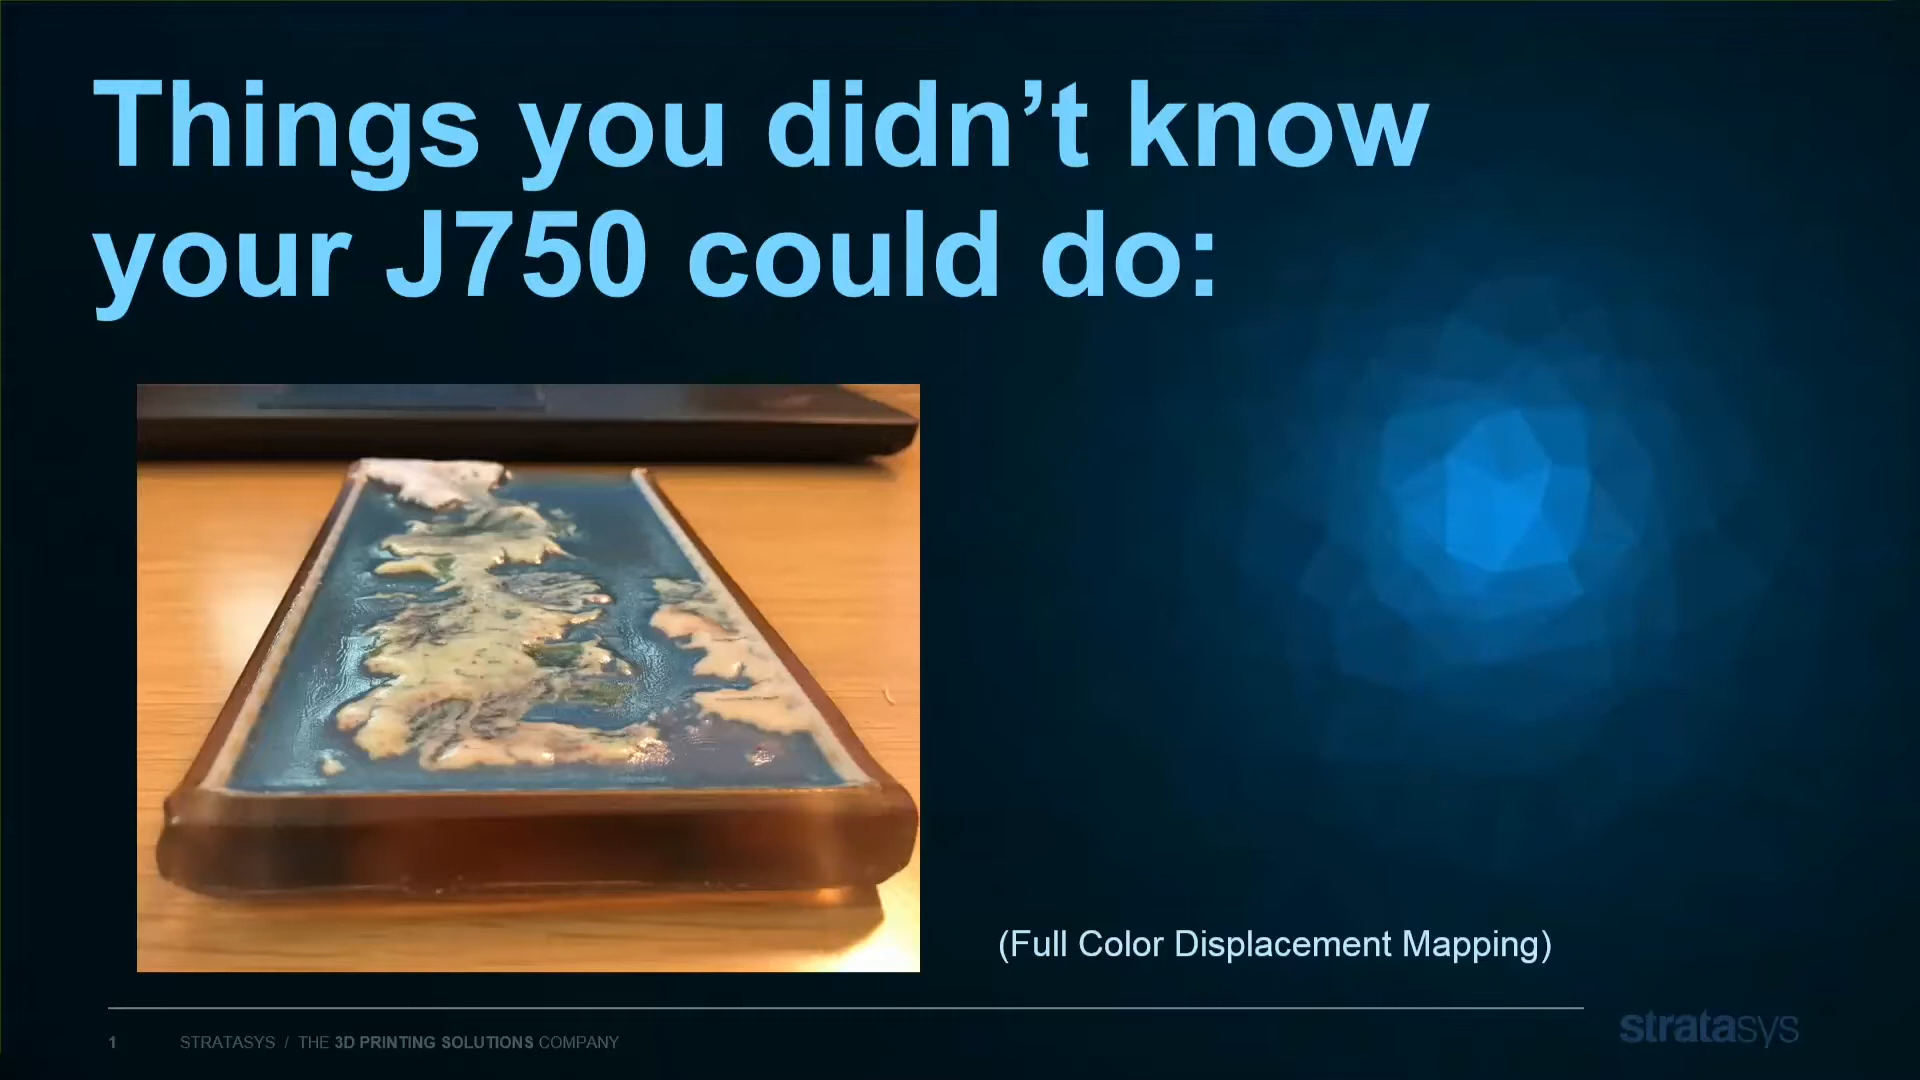 Things you didn’t know
your J750 could do:
(Full Color Displacement Mapping)
1 STRATASYS / THE 3D PRINTING SOLUTIONS COMPANY
stratasys